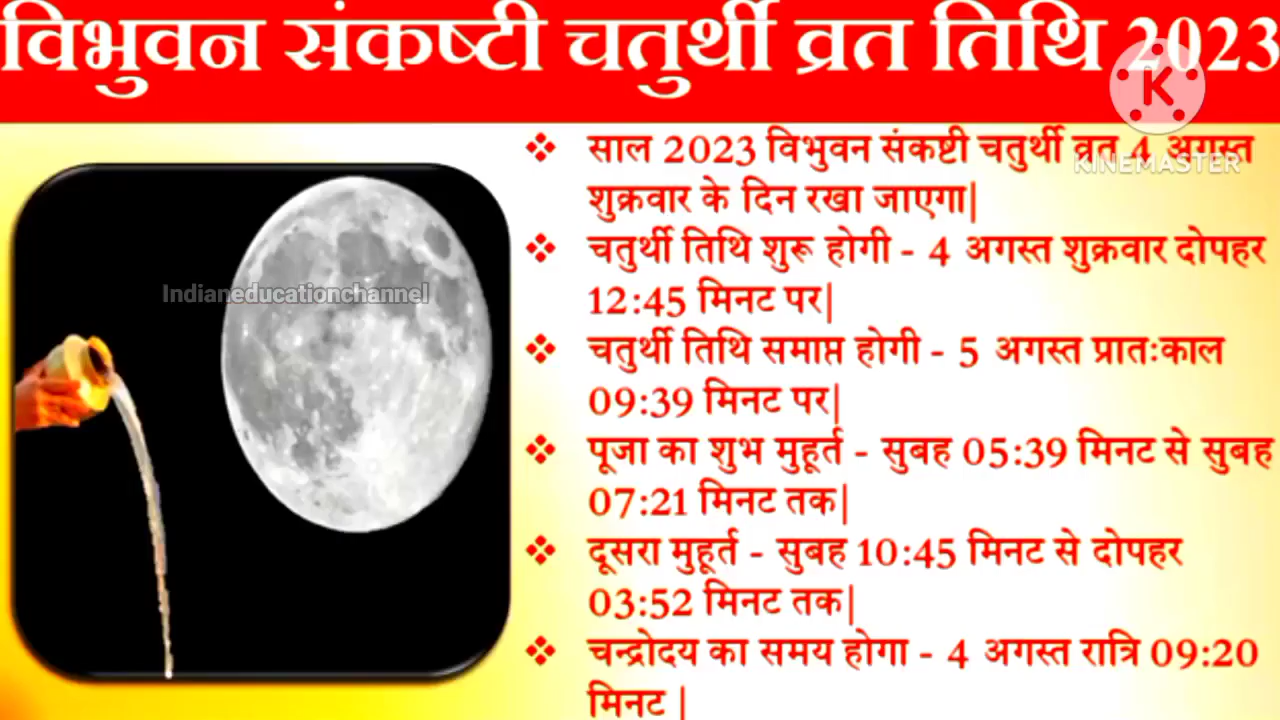 विभुवन संकष्टी चतुर्थी व्रत तिथि 2023
K
KINEMASTER
❖ साल 2023 विभुवन संकष्टी चतुर्थी व्रत 4 अगस्त
शुक्रवार के दिन रखा जाएगा|
❖ चतुर्थी तिथि शुरू होगी - 4 अगस्त शुक्रवार दोपहर
12:45 मिनट पर|
❖ चतुर्थी तिथि समाप्त होगी - 5 अगस्त प्रातःकाल
09:39 मिनट पर|
❖ पूजा का शुभ मुहूर्त - सुबह 05:39 मिनट से सुबह
07:21 मिनट तक|
❖ दूसरा मुहूर्त - सुबह 10:45 मिनट से दोपहर
03:52 मिनट तक|
❖ चन्द्रोदय का समय होगा - 4 अगस्त रात्रि 09:20
मिनट |
Indianeducationchannel